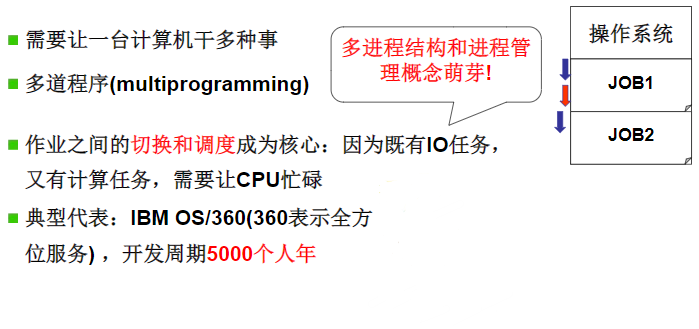 需要让一台计算机干多种事
多道程序(multiprogramming)
多进程结构和进程管
理概念萌芽!
操作系统
JOB1
JOB2
作业之间的切换和调度成为核心：因为既有IO任务，
又有计算任务，需要让CPU忙碌
典型代表：IBM OS/360(360表示全方
位服务) ，开发周期5000个人年